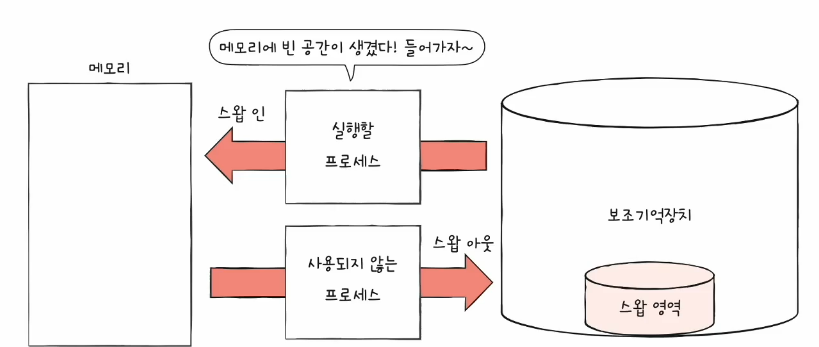 메모리에 빈 공간이 생겼다! 들어가자~
메모리
스왑 인
실행할
프로세스
보조기억장치
스왑 아웃
사용되지 않는
프로세스
스왑 영역